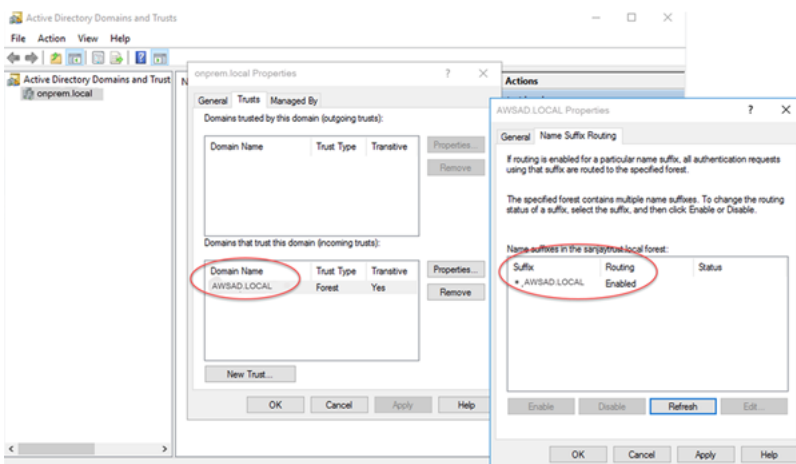 Active Directory Domains and Trusts
File Action View Help
Active Directory Domains and Trust
onprem.local
N
onprem.local Properties ? ×
General Trusts Managed By
Domains trusted by this domain (outgoing trusts):
Domain Name Trust Type Transitive
Properties...
Remove
Domains that trust this domain (incoming trusts):
Domain Name Trust Type Transitive
AWSAD.LOCAL Forest Yes
Properties...
Remove
New Trust...
OK Cancel Apply Help
Actions
AWSAD.LOCAL Properties ? ×
General Name Suffix Routing
If routing is enabled for a particular name suffix, all authentication requests
using that suffix are routed to the specified forest.
The specified forest contains multiple name suffixes. To change the routing
status of a suffix, select the suffix, and then click Enable or Disable.
Name suffixes in the sanjaytrust.local forest:
Suffix Routing Status
*.AWSAD.LOCAL Enabled
Enable Disable Refresh Edit...
OK Cancel Apply Help